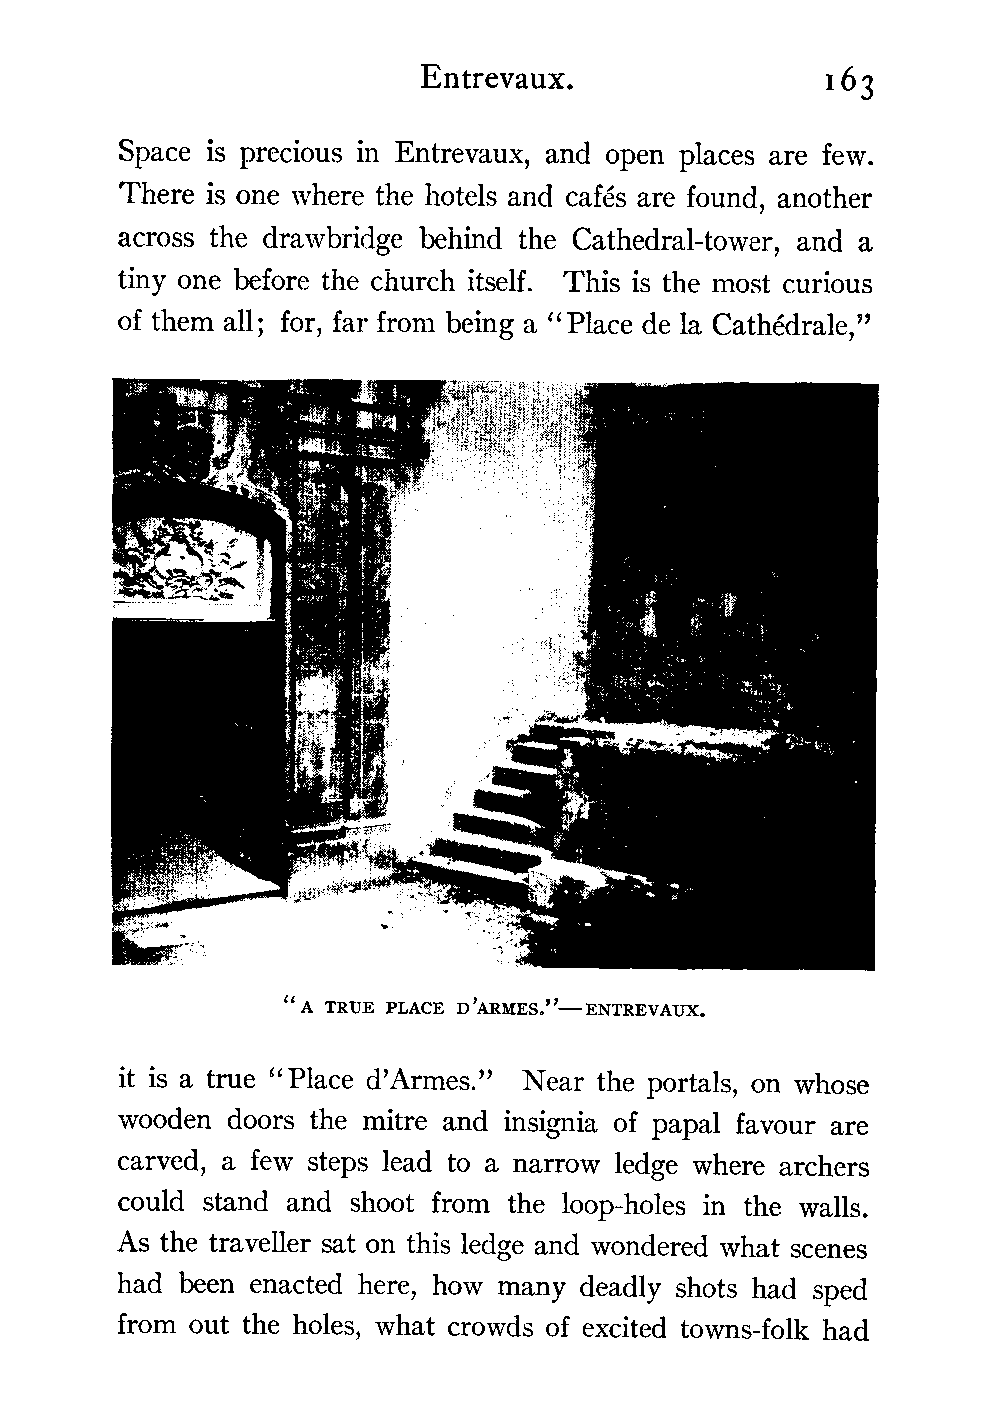 Entrevaux. 163
Space is precious in Entrevaux, and open places are few.
There is one where the hotels and cafés are found, another
across the drawbridge behind the Cathedral-tower, and a
tiny one before the church itself. This is the most curious
of them all; for, far from being a “Place de la Cathédrale,”
“A TRUE PLACE D’ARMES.”—ENTREVAUX.
it is a true “Place d’Armes.” Near the portals, on whose
wooden doors the mitre and insignia of papal favour are
carved, a few steps lead to a narrow ledge where archers
could stand and shoot from the loop-holes in the walls.
As the traveller sat on this ledge and wondered what scenes
had been enacted here, how many deadly shots had sped
from out the holes, what crowds of excited towns-folk had